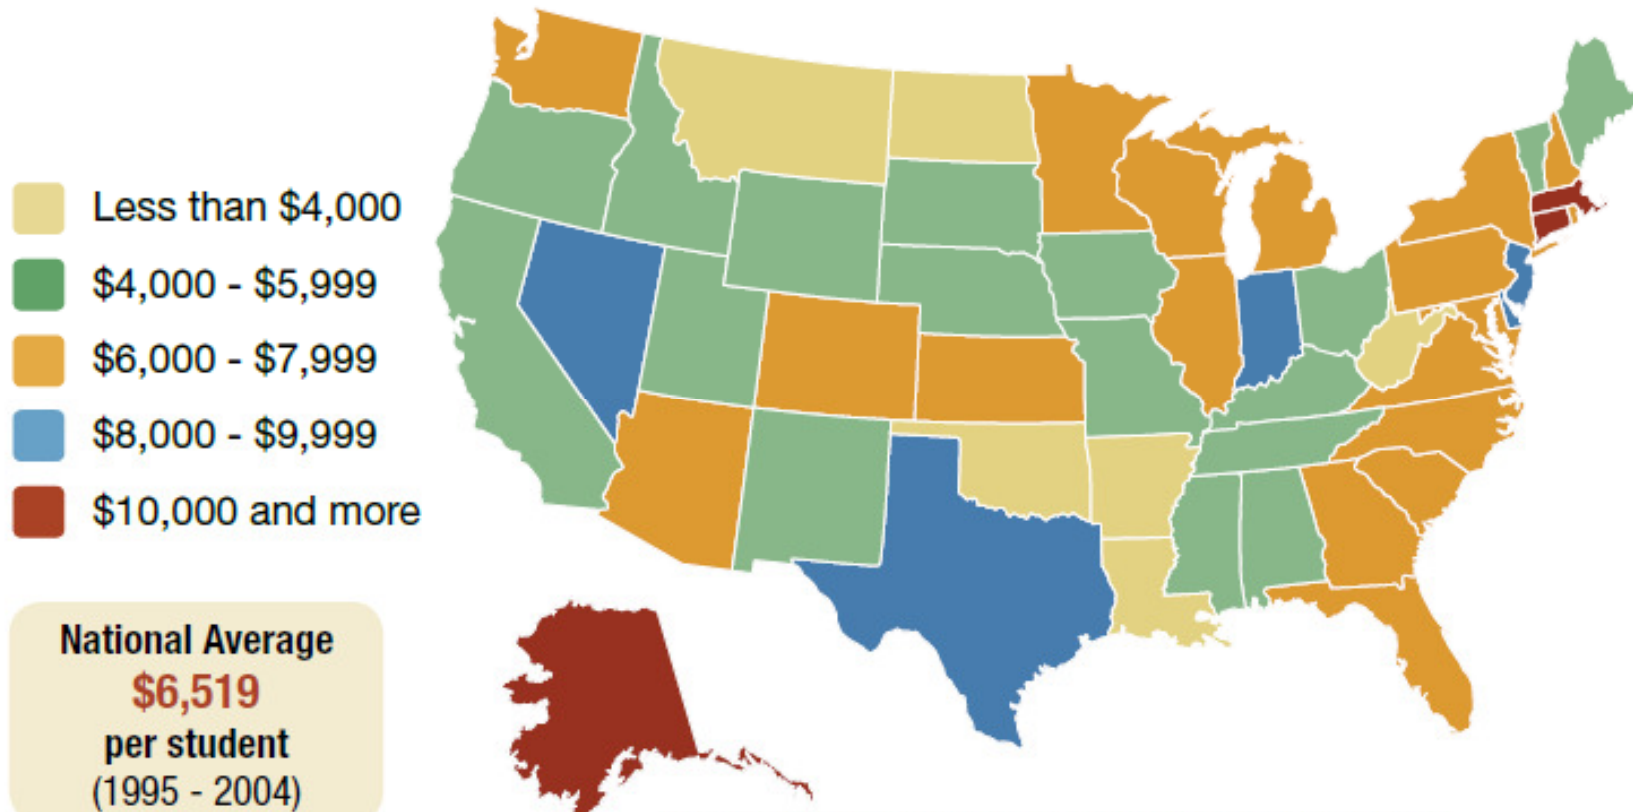 Less than $4,000
$4,000 - $5,999
$6,000 - $7,999
$8,000 - $9,999
$10,000 and more
National Average
$6,519
per student
(1995 - 2004)